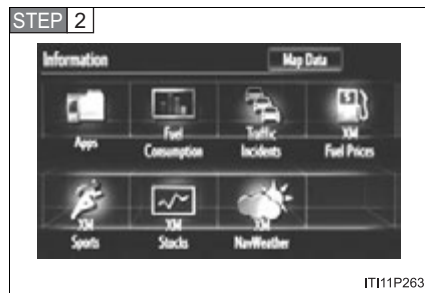 STEP 2
Information
Map Data
Apps
Fuel
Consumption
Traffic
Incidents
XM
Fuel Prices
XM
Sports
XM
Stocks
XM
NavWeather
ITI11P263